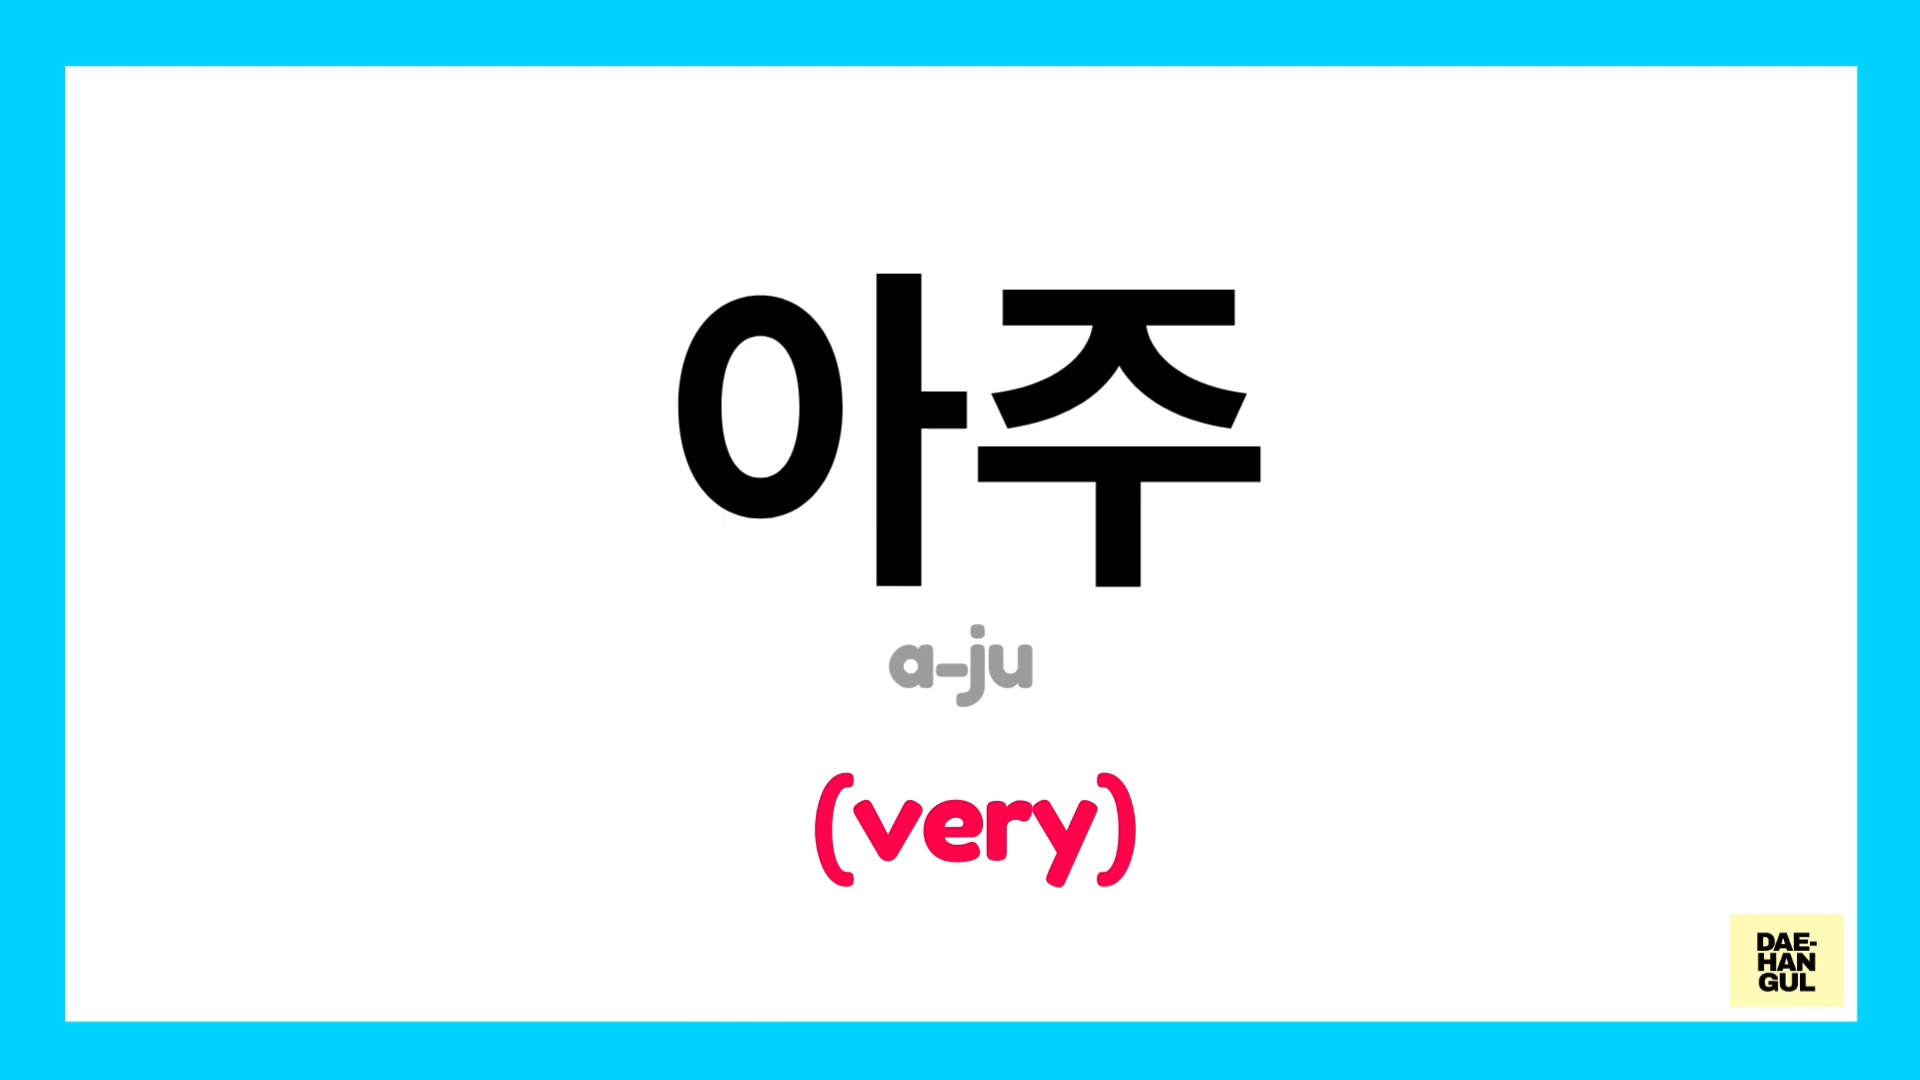 아주
a-ju
(very)
DAE-
HAN
GUL